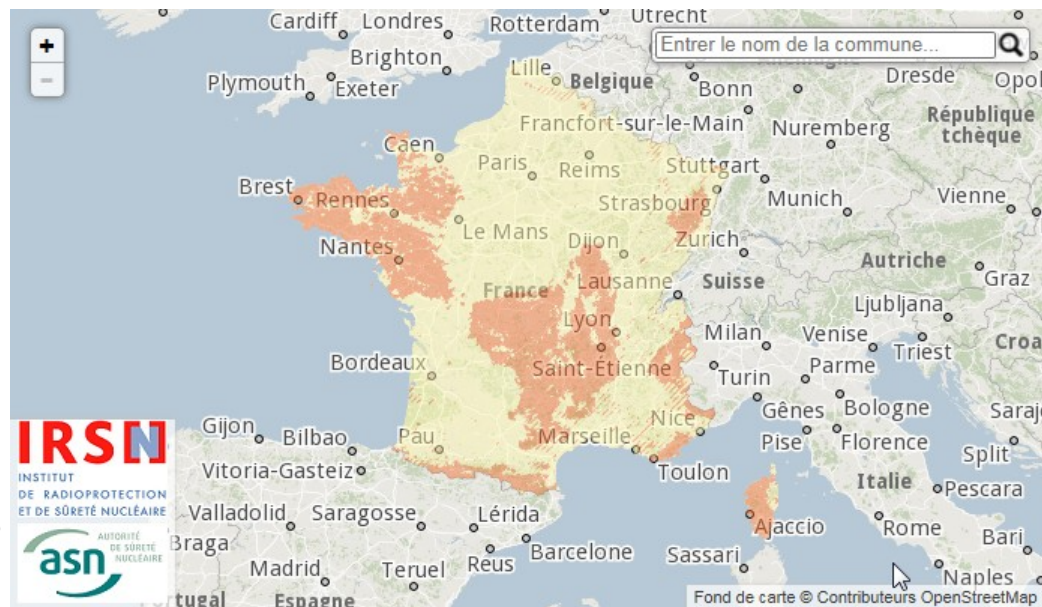 Cardiff
Londres
Rotterdam
Utrecht
+
Entrer le nom de la commune...
Brighton
Lille
Belgique
Allemagne
Dresde
Opol
−
Plymouth
Exeter
Bonn
Francfort-sur-le-Main
Nuremberg
République
tchèque
Caen
Paris
Reims
Stuttgart
Brest
Rennes
Strasbourg
Munich
Vienne
Le Mans
Nantes
Dijon
Zurich
Autriche
France
Lausanne
Suisse
Graz
Ljubljana
Lyon
Milan
Venise
Triest
Croa
Bordeaux
Saint-Étienne
Turin
Parme
Nice
Gênes
Bologne
Saraj
IRSN
Gijon
Bilbao
Pau
Marseille
Pise
Florence
Split
INSTITUT
DE RADIOPROTECTION
ET DE SÛRETÉ NUCLÉAIRE
Vitoria-Gasteiz
Toulon
Italie
Pescara
Valladolid
Saragosse
Lérida
Ajaccio
Rome
Bari
AUTORITÉ
DE SÛRETÉ
NUCLÉAIRE
asn
Braga
Barcelone
Sassari
Madrid
Teruel
Reus
Naples
tugal
Espagne
Fond de carte © Contributeurs OpenStreetMap